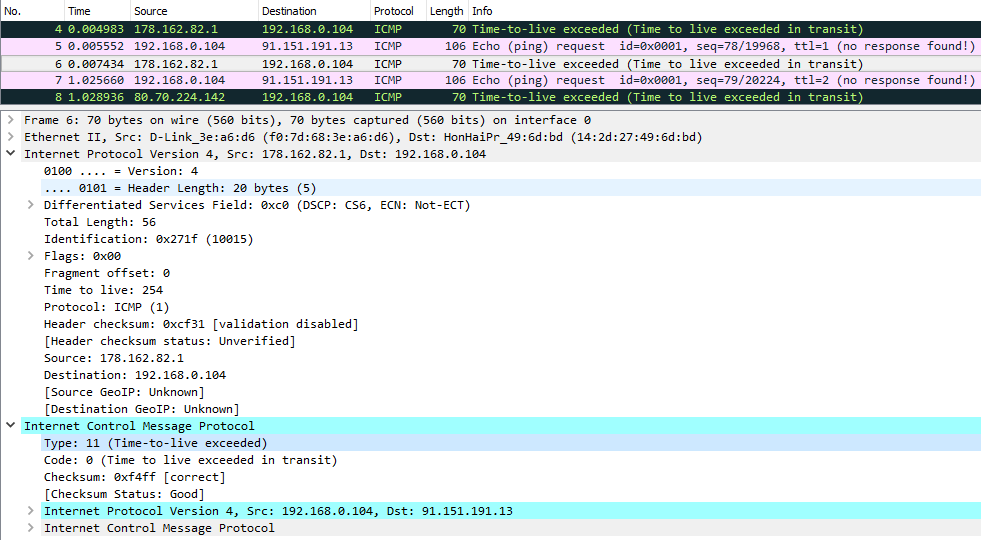 No. Time Source Destination Protocol Length Info
4 0.004983 178.162.82.1 192.168.0.104 ICMP 70 Time-to-live exceeded (Time to live exceeded in transit)
5 0.005552 192.168.0.104 91.151.191.13 ICMP 106 Echo (ping) request id=0x0001, seq=78/19968, ttl=1 (no response found!)
6 0.007434 178.162.82.1 192.168.0.104 ICMP 70 Time-to-live exceeded (Time to live exceeded in transit)
7 1.025660 192.168.0.104 91.151.191.13 ICMP 106 Echo (ping) request id=0x0001, seq=79/20224, ttl=2 (no response found!)
8 1.028936 80.70.224.142 192.168.0.104 ICMP 70 Time-to-live exceeded (Time to live exceeded in transit)
Frame 6: 70 bytes on wire (560 bits), 70 bytes captured (560 bits) on interface 0
Ethernet II, Src: D-Link_3e:a6:d6 (f0:7d:68:3e:a6:d6), Dst: HonHaiPr_49:6d:bd (14:2d:27:49:6d:bd)
Internet Protocol Version 4, Src: 178.162.82.1, Dst: 192.168.0.104
0100 .... = Version: 4
.... 0101 = Header Length: 20 bytes (5)
Differentiated Services Field: 0xc0 (DSCP: CS6, ECN: Not-ECT)
Total Length: 56
Identification: 0x271f (10015)
Flags: 0x00
Fragment offset: 0
Time to live: 254
Protocol: ICMP (1)
Header checksum: 0xcf31 [validation disabled]
[Header checksum status: Unverified]
Source: 178.162.82.1
Destination: 192.168.0.104
[Source GeoIP: Unknown]
[Destination GeoIP: Unknown]
Internet Control Message Protocol
Type: 11 (Time-to-live exceeded)
Code: 0 (Time to live exceeded in transit)
Checksum: 0xf4ff [correct]
[Checksum Status: Good]
Internet Protocol Version 4, Src: 192.168.0.104, Dst: 91.151.191.13
Internet Control Message Protocol